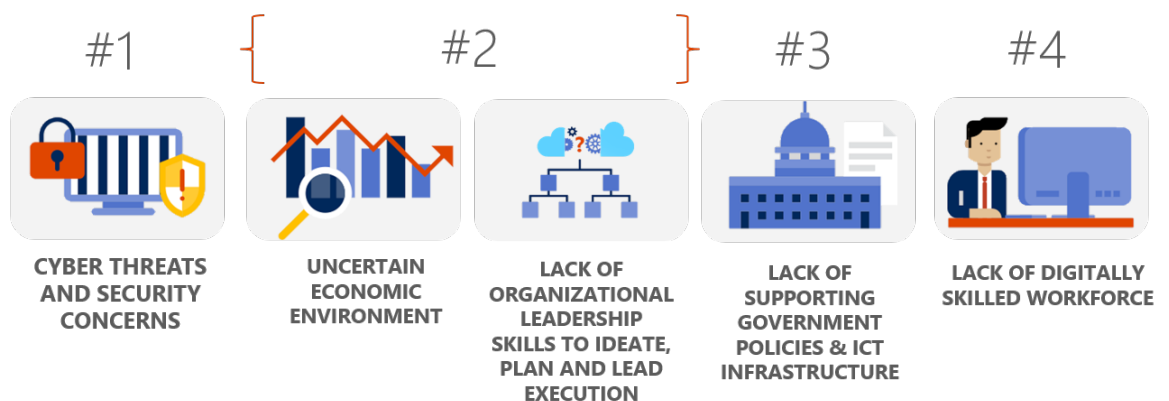 #1
#2
#3
#4
CYBER THREATS
AND SECURITY
CONCERNS
UNCERTAIN
ECONOMIC
ENVIRONMENT
LACK OF
ORGANIZATIONAL
LEADERSHIP
SKILLS TO IDEATE,
PLAN AND LEAD
EXECUTION
LACK OF
SUPPORTING
GOVERNMENT
POLICIES & ICT
INFRASTRUCTURE
LACK OF DIGITALLY
SKILLED WORKFORCE